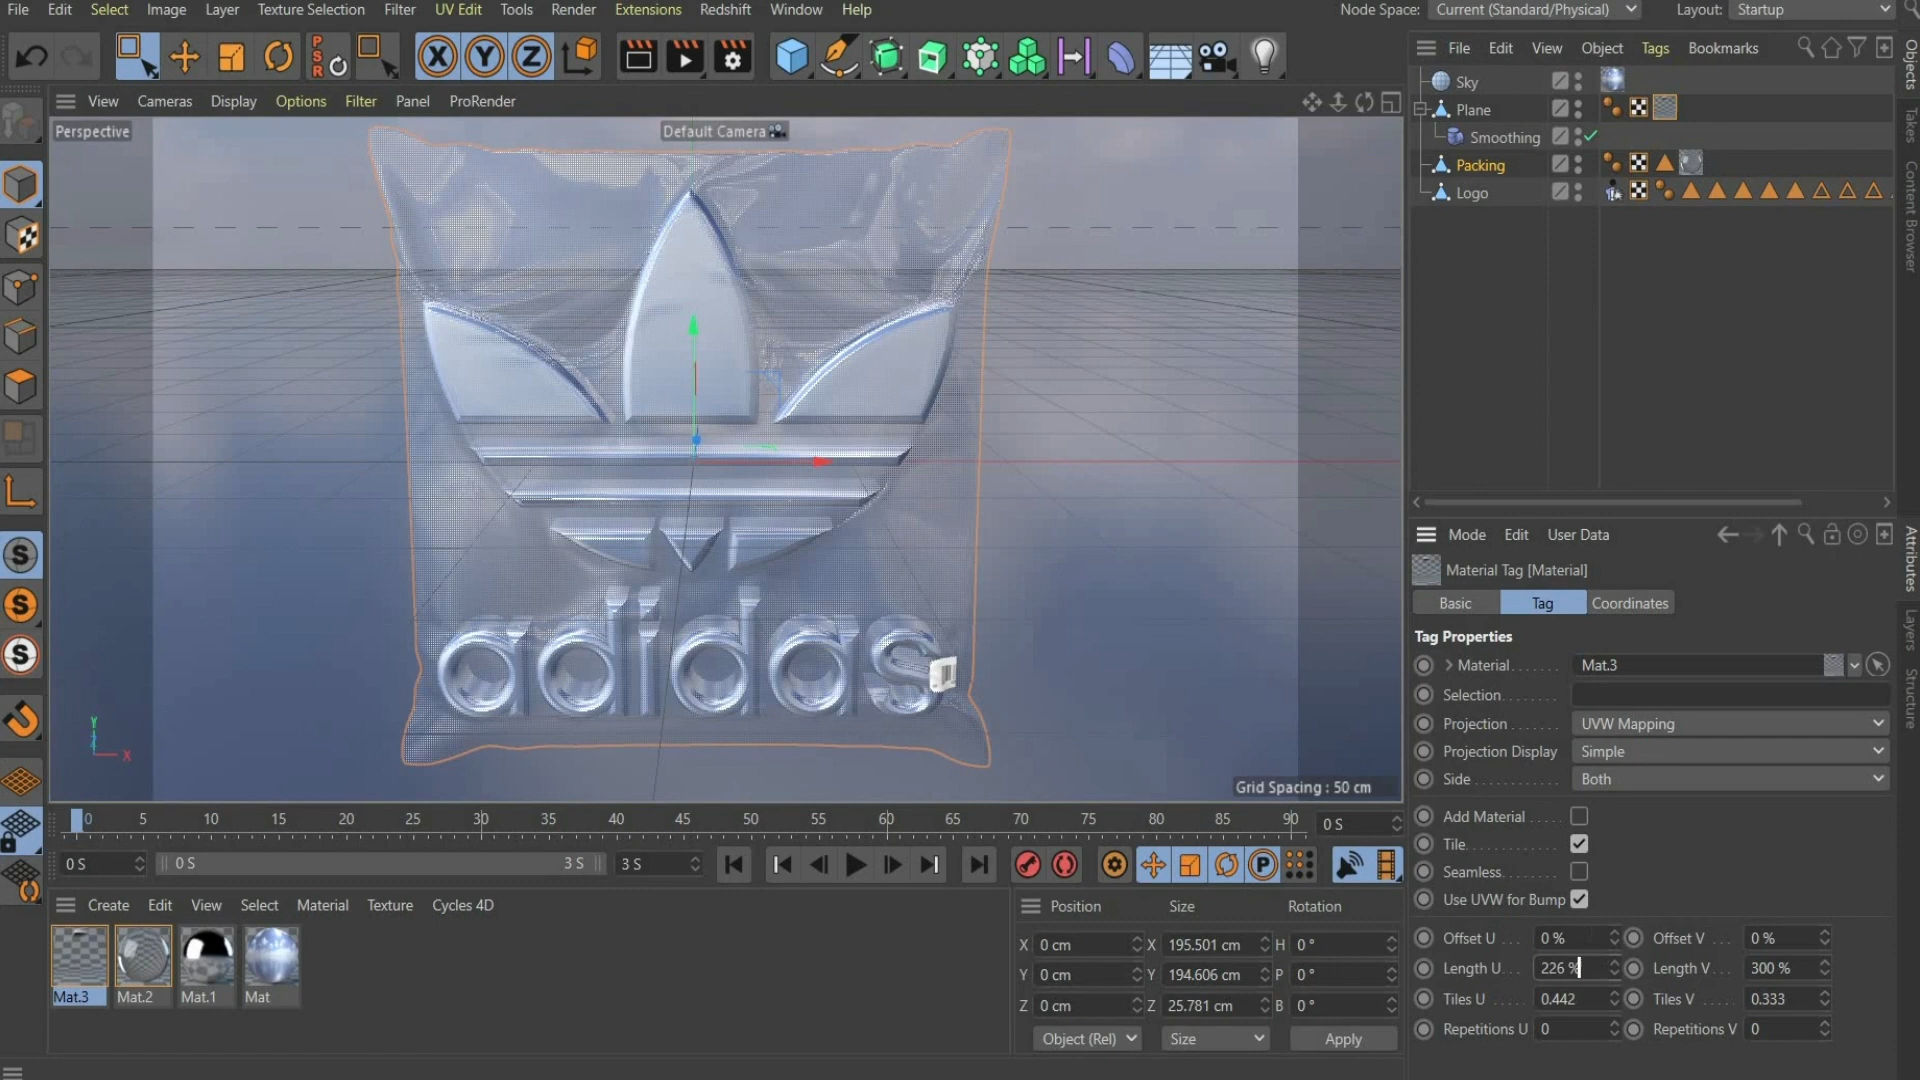 File Edit Select Image Layer Texture Selection Filter UV Edit Tools Render Extensions Redshift Window Help
Node Space: Current (Standard/Physical) Layout: Startup
PSR
X Y Z
File Edit View Object Tags Bookmarks
View Cameras Display Options Filter Panel ProRender
Perspective
Default Camera
Sky
Plane
Smoothing
Packing
Logo
Objects
Takes
Content Browser
adidas
Y
Z
X
Grid Spacing : 50 cm
S
S
S
Mode Edit User Data
Material Tag [Material]
Basic Tag Coordinates
Tag Properties
Material Mat.3
Selection
Projection UVW Mapping
Projection Display Simple
Side Both
Add Material
Tile
Seamless
Use UVW for Bump
Offset U 0 % Offset V 0 %
Length U 226 % Length V 300 %
Tiles U 0.442 Tiles V 0.333
Repetitions U 0 Repetitions V 0
Attributes
Layers
Structure
0 5 10 15 20 25 30 35 40 45 50 55 60 65 70 75 80 85 90 0 S
0 S 0 S 3 S 3 S
P
Create Edit View Select Material Texture Cycles 4D
Mat.3 Mat.2 Mat.1 Mat
Position Size Rotation
X 0 cm X 195.501 cm H 0 °
Y 0 cm Y 194.606 cm P 0 °
Z 0 cm Z 25.781 cm B 0 °
Object (Rel) Size Apply